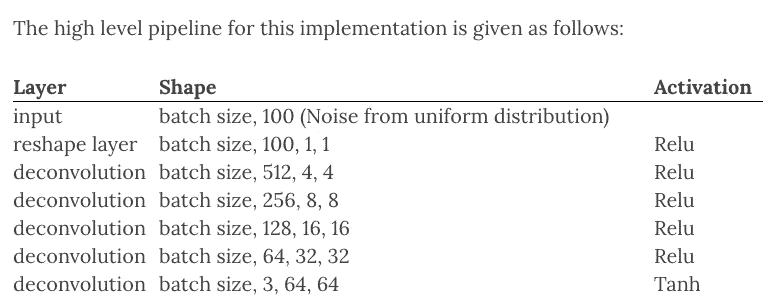 The high level pipeline for this implementation is given as follows:
Layer Shape Activation
input batch size, 100 (Noise from uniform distribution)
reshape layer batch size, 100, 1, 1 Relu
deconvolution batch size, 512, 4, 4 Relu
deconvolution batch size, 256, 8, 8 Relu
deconvolution batch size, 128, 16, 16 Relu
deconvolution batch size, 64, 32, 32 Relu
deconvolution batch size, 3, 64, 64 Tanh